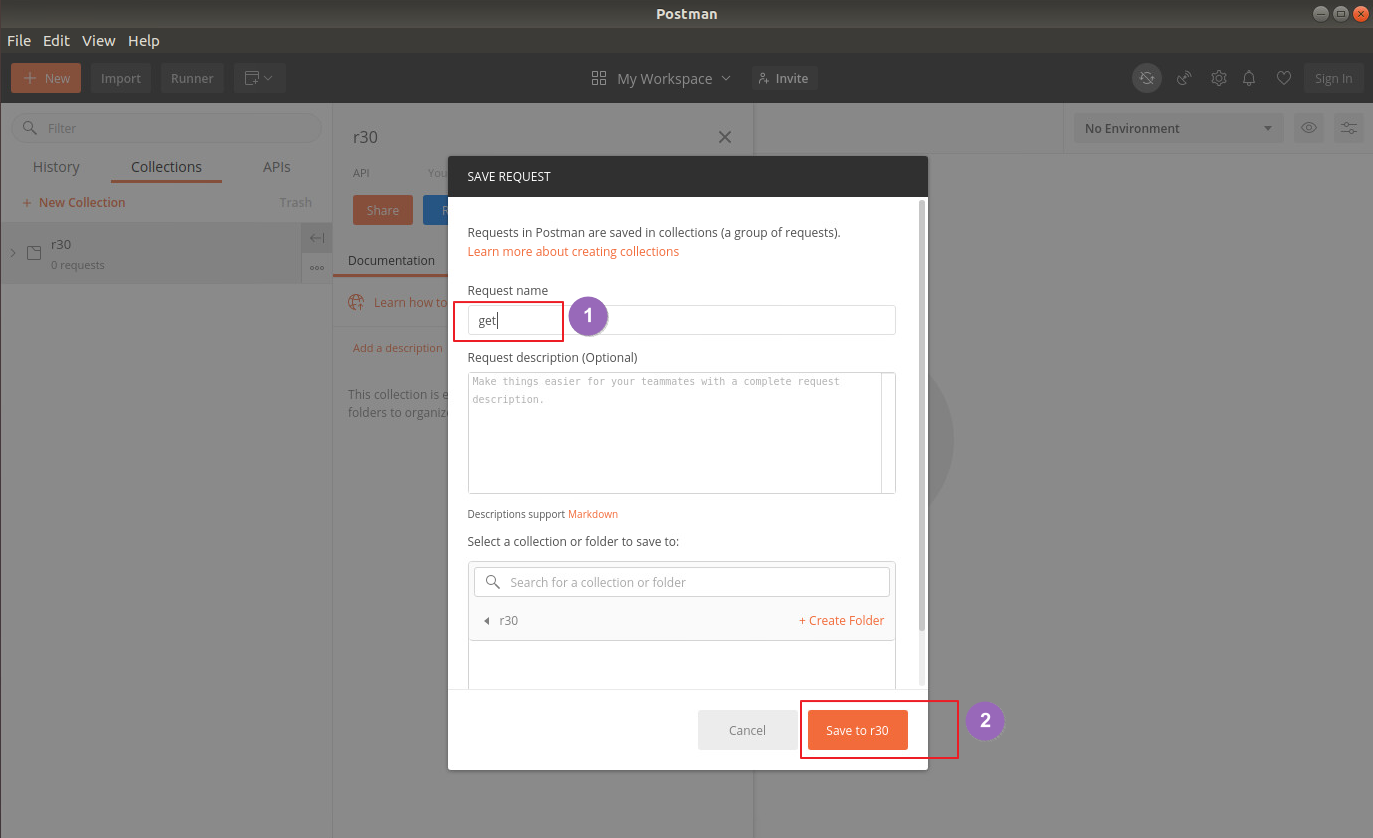 Postman
File Edit View Help
New Import Runner My Workspace Invite Sign In
Filter
History Collections APIs
+ New Collection Trash
r30
0 requests
r30
API You
Share R
Documentation
Learn how to
Add a description
This collection is e
folders to organize
No Environment
SAVE REQUEST
Requests in Postman are saved in collections (a group of requests).
Learn more about creating collections
Request name
get
1
Request description (Optional)
Make things easier for your teammates with a complete request
description.
Descriptions support Markdown
Select a collection or folder to save to:
Search for a collection or folder
r30 + Create Folder
Cancel Save to r30
2